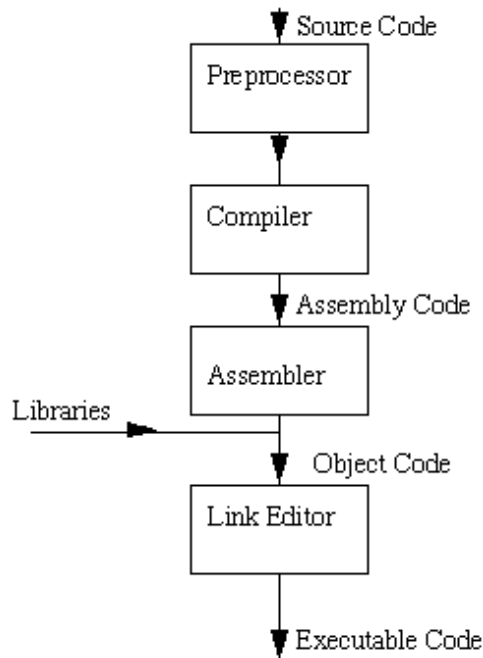 Source Code
Preprocessor
Compiler
Assembly Code
Assembler
Libraries
Object Code
Link Editor
Executable Code